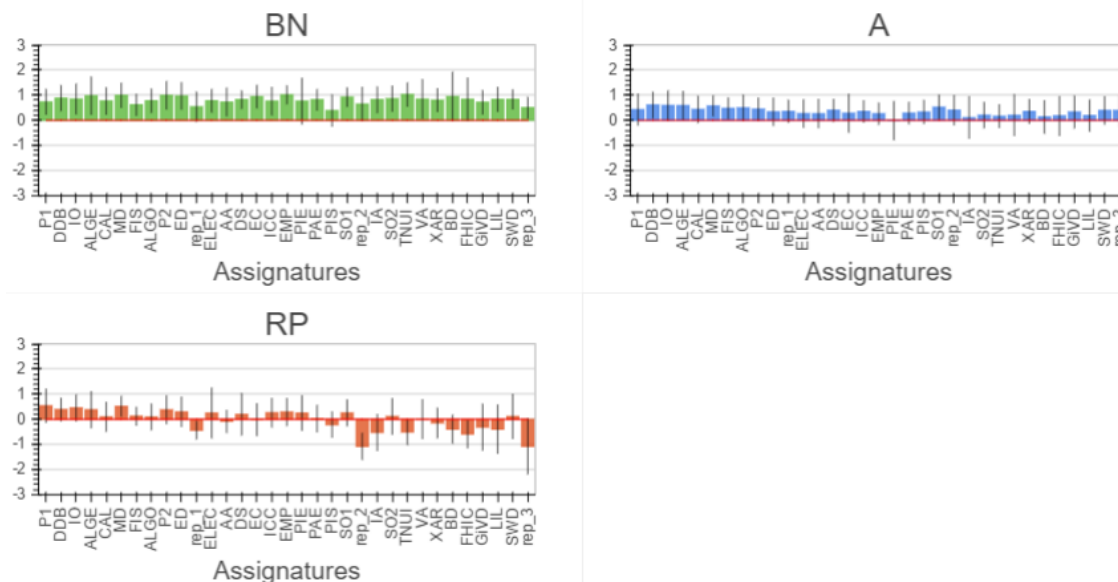 BN
3
2
1
0
-1
-2
-3
P1 DDB IO ALGE CAL MD FIS ALGO P2 ED rep_1 ELEC AA DS EC ICC EMP PIE PAE PIS SO1 rep_2 IA SO2 TNUI VA XAR BD FHIC GiVD LIL SWD rep_3
Assignatures
A
3
2
1
0
-1
-2
-3
P1 DDB IO ALGE CAL MD FIS ALGO P2 ED rep_1 ELEC AA DS EC ICC EMP PIE PAE PIS SO1 rep_2 IA SO2 TNUI VA XAR BD FHIC GiVD LIL SWD
Assignatures
RP
3
2
1
0
-1
-2
-3
P1 DDB IO ALGE CAL MD FIS ALGO P2 ED rep_1 ELEC AA DS EC ICC EMP PIE PAE PIS SO1 rep_2 IA SO2 TNUI VA XAR BD FHIC GiVD LIL SWD rep_3
Assignatures